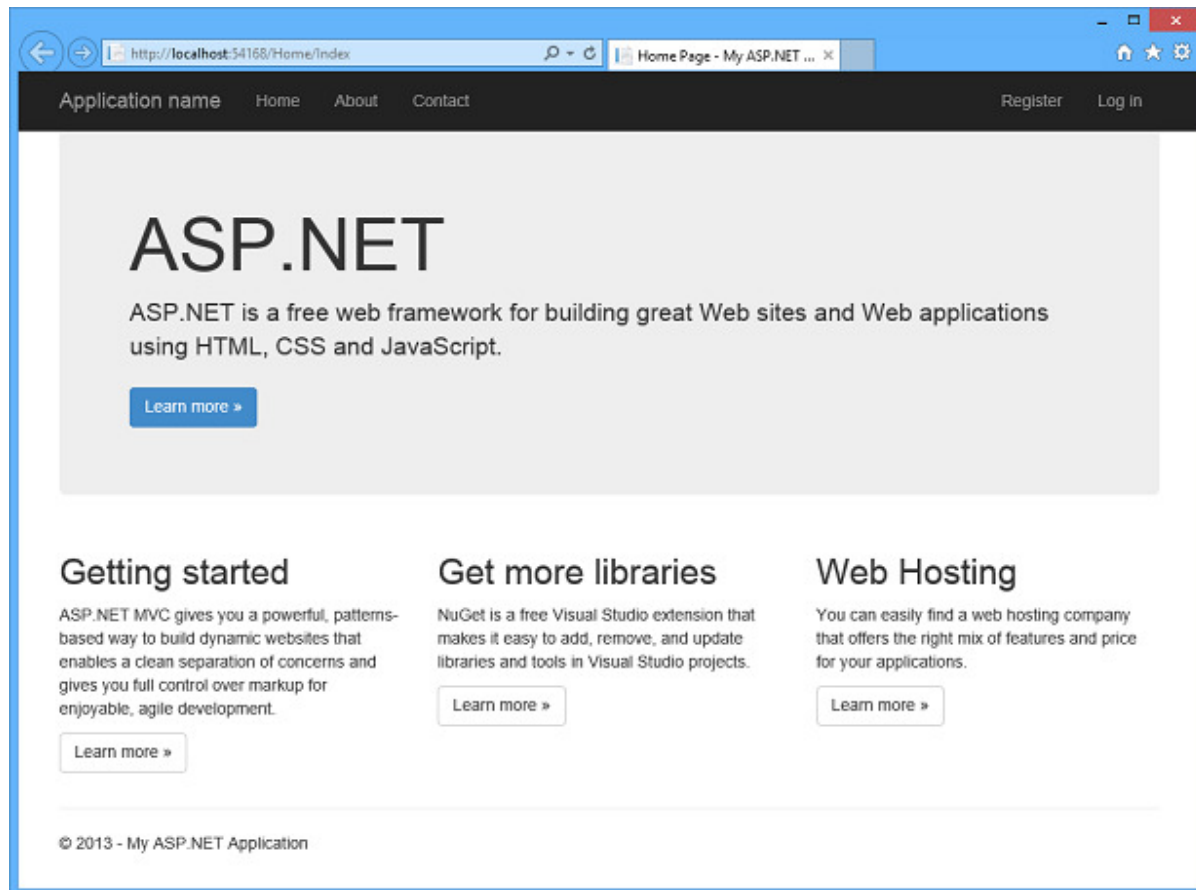 http://localhost:54168/Home/Index
Home Page - My ASP.NET ...
Application name Home About Contact Register Log in
ASP.NET
ASP.NET is a free web framework for building great Web sites and Web applications
using HTML, CSS and JavaScript.
Learn more »
Getting started
ASP.NET MVC gives you a powerful, patterns-
based way to build dynamic websites that
enables a clean separation of concerns and
gives you full control over markup for
enjoyable, agile development.
Learn more »
Get more libraries
NuGet is a free Visual Studio extension that
makes it easy to add, remove, and update
libraries and tools in Visual Studio projects.
Learn more »
Web Hosting
You can easily find a web hosting company
that offers the right mix of features and price
for your applications.
Learn more »
© 2013 - My ASP.NET Application